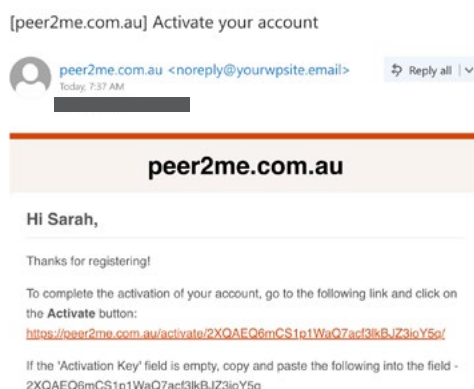 [peer2me.com.au] Activate your account
peer2me.com.au <noreply@yourwpsite.email>
Reply all
Today, 7:37 AM
peer2me.com.au
Hi Sarah,
Thanks for registering!
To complete the activation of your account, go to the following link and click on
the Activate button:
https://peer2me.com.au/activate/2XQAEQ6mCS1p1WaQ7acf3lkBJZ3ioY5q/
If the 'Activation Key' field is empty, copy and paste the following into the field -
2XQAEQ6mCS1p1WaQ7acf3lkBJZ3ioY5q